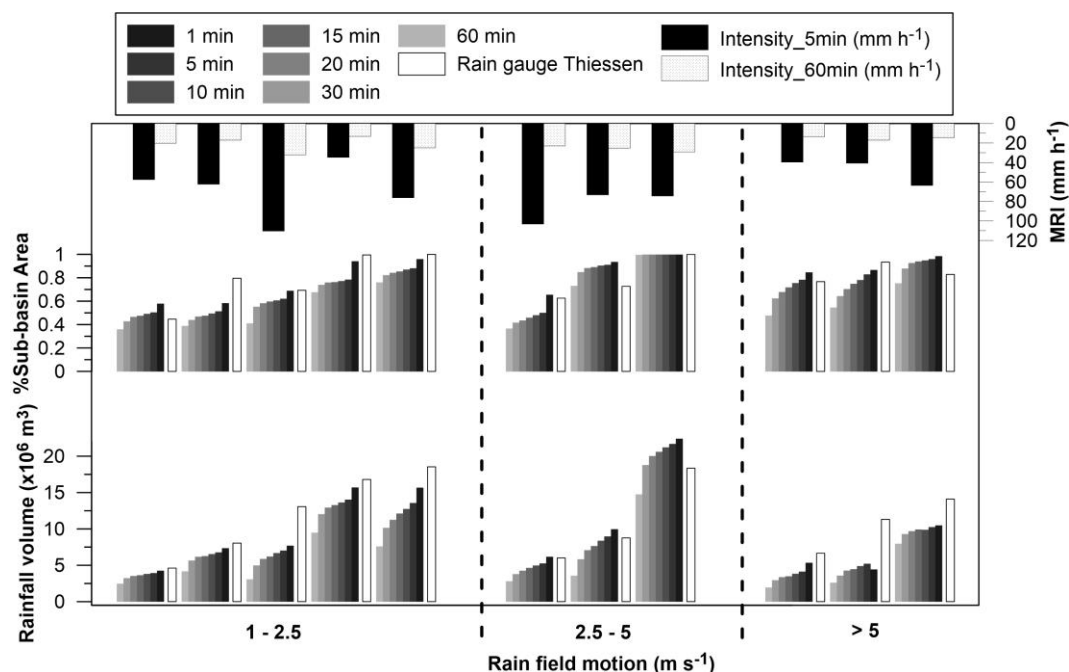 1 min
5 min
10 min
15 min
20 min
30 min
60 min
Rain gauge Thiessen
Intensity_5min (mm h⁻¹)
Intensity_60min (mm h⁻¹)
0
20
40
60
80
100
120
MRI (mm h⁻¹)
1
0.8
0.6
0.4
0.2
0
%Sub-basin Area
20
15
10
5
0
Rainfall volume (x10⁶ m³)
1 - 2.5
2.5 - 5
> 5
Rain field motion (m s⁻¹)